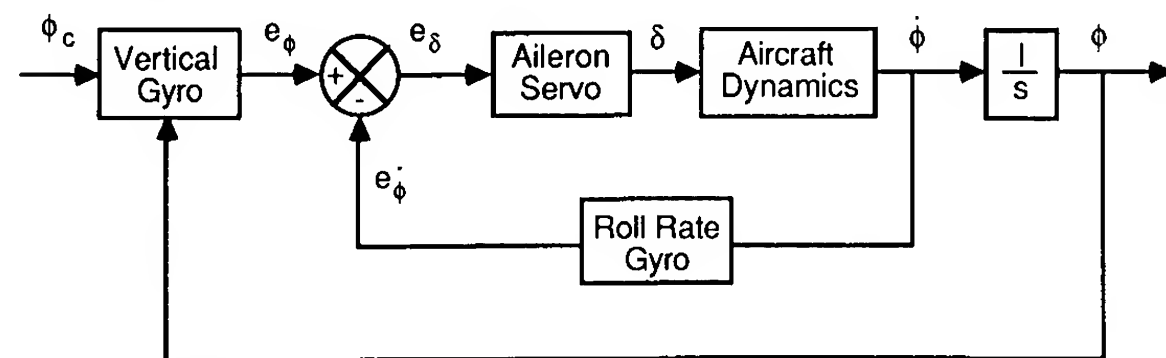 ϕc
Vertical
Gyro
eϕ
+
-
eδ
Aileron
Servo
δ
Aircraft
Dynamics
ϕ̇
1
s
ϕ
eϕ̇
Roll Rate
Gyro